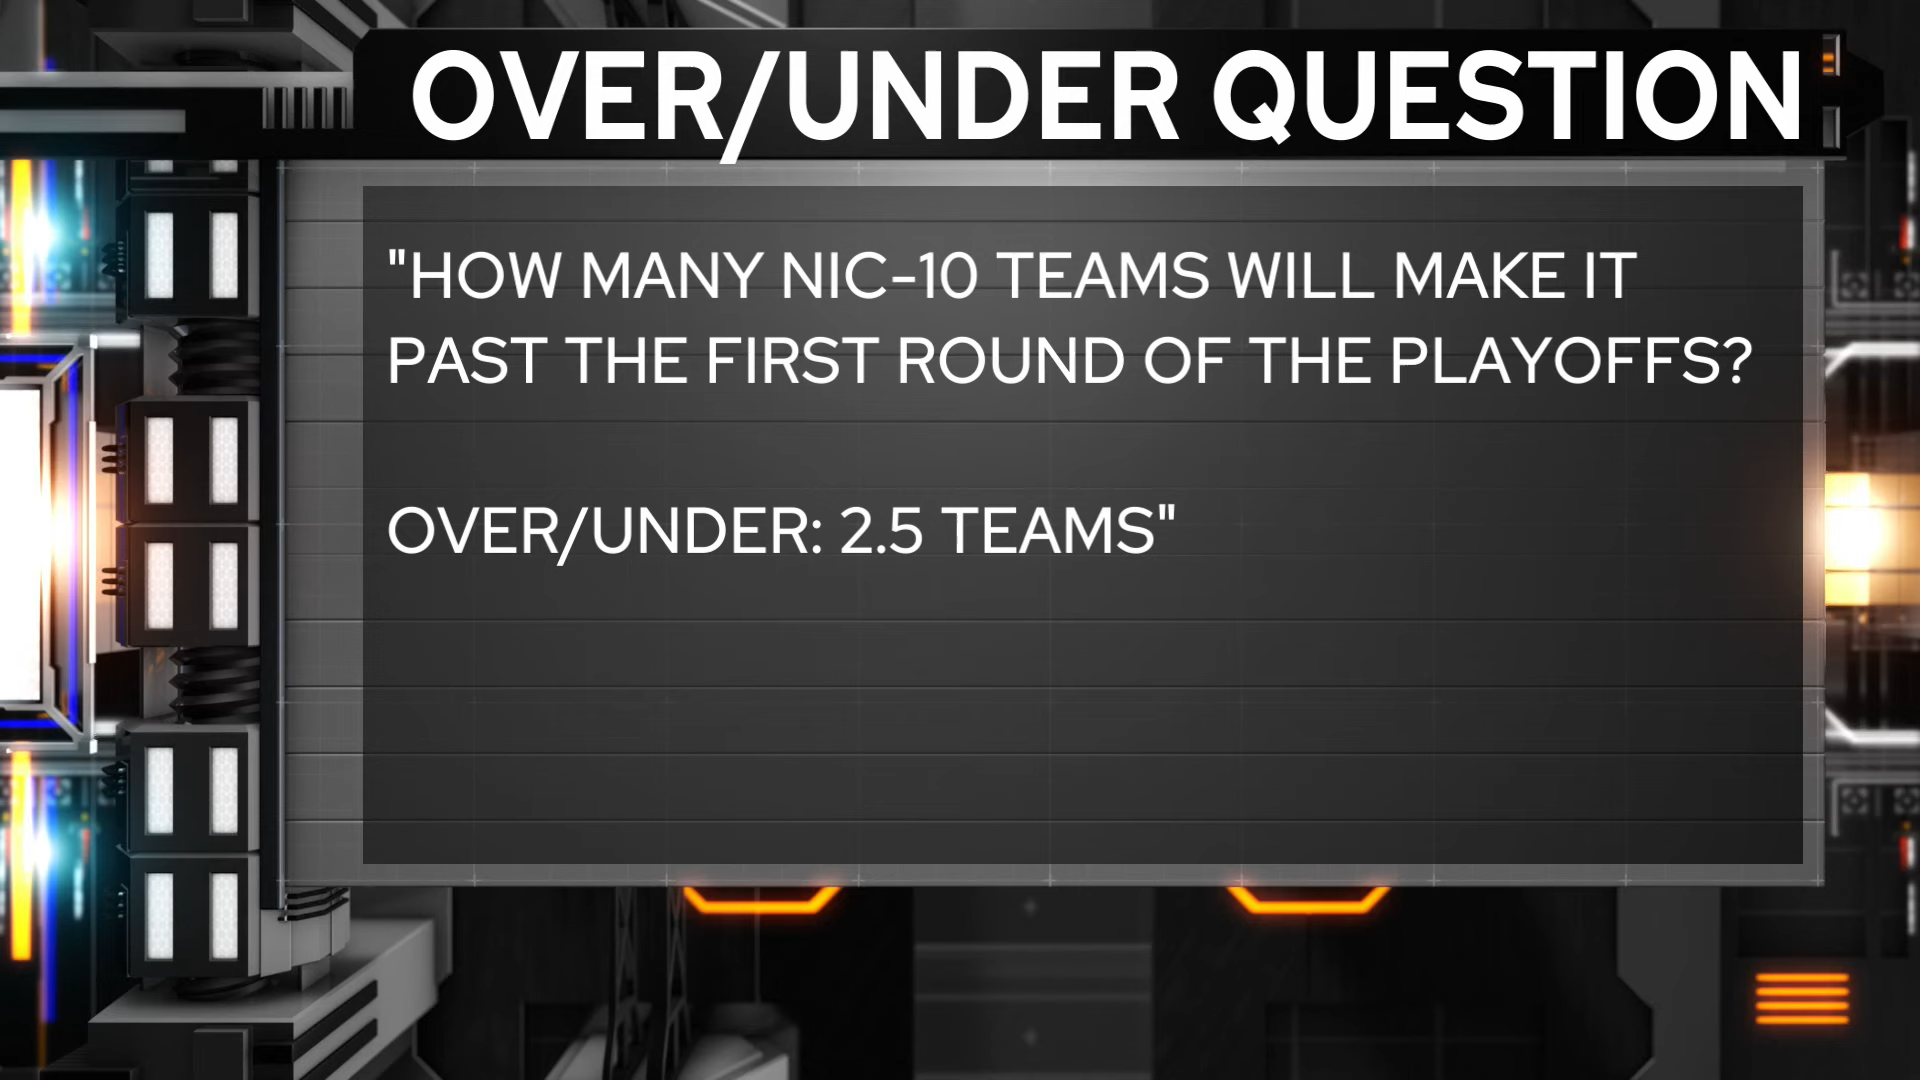 OVER/UNDER QUESTION
"HOW MANY NIC-10 TEAMS WILL MAKE IT
PAST THE FIRST ROUND OF THE PLAYOFFS?
OVER/UNDER: 2.5 TEAMS"